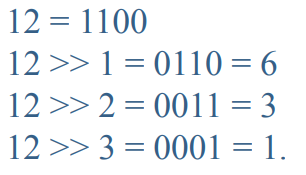 12 = 1100
12 >> 1 = 0110 = 6
12 >> 2 = 0011 = 3
12 >> 3 = 0001 = 1.